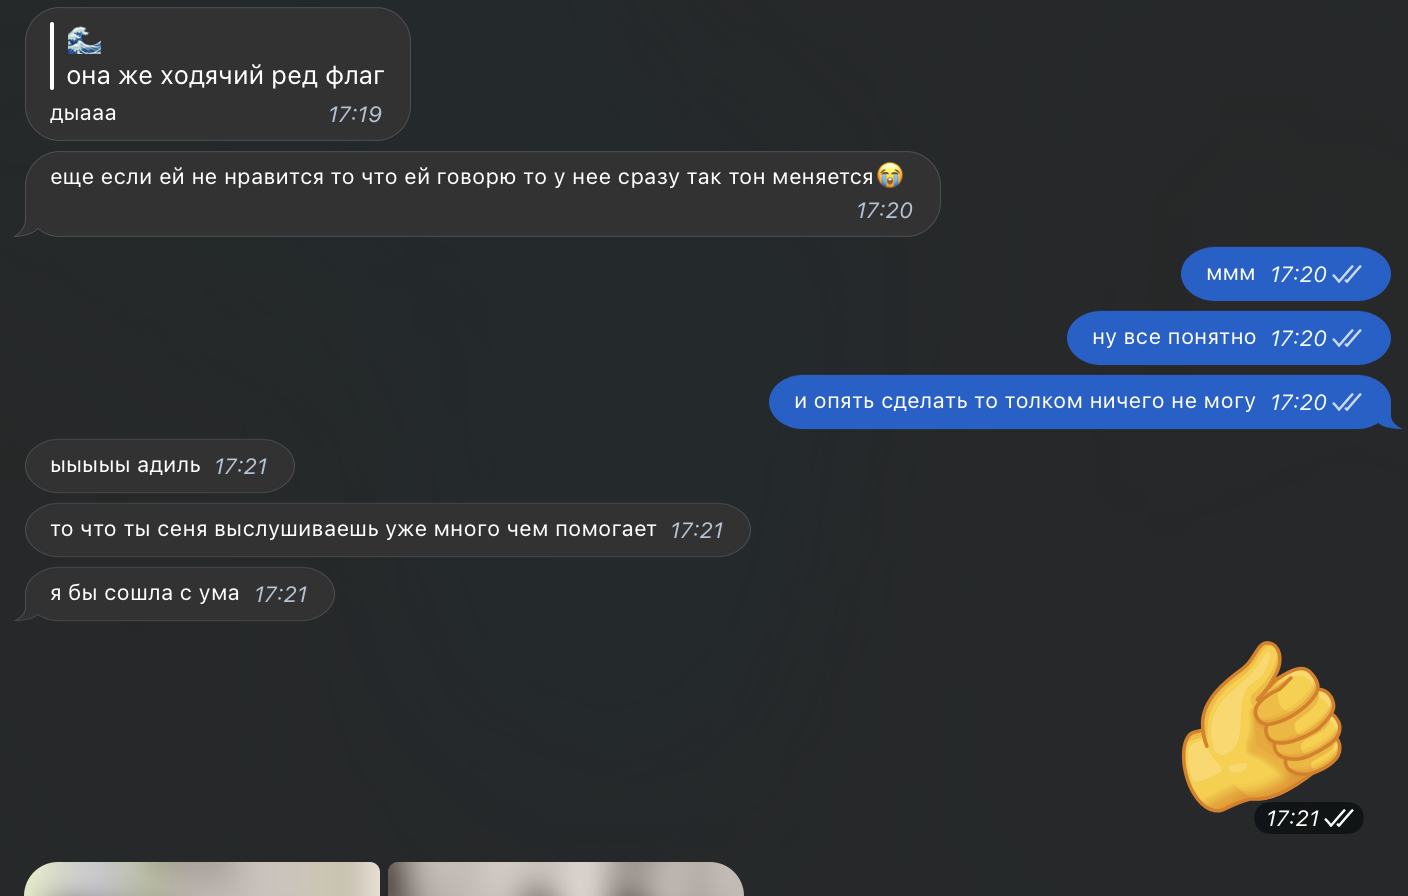 🌊
она же ходячий ред флаг
дыааа 17:19
еще если ей не нравится то что ей говорю то у нее сразу так тон меняется😭
17:20
ммм 17:20
ну все понятно 17:20
и опять сделать то толком ничего не могу 17:20
ыыыыы адиль 17:21
то что ты сеня выслушиваешь уже много чем помогает 17:21
я бы сошла с ума 17:21
17:21